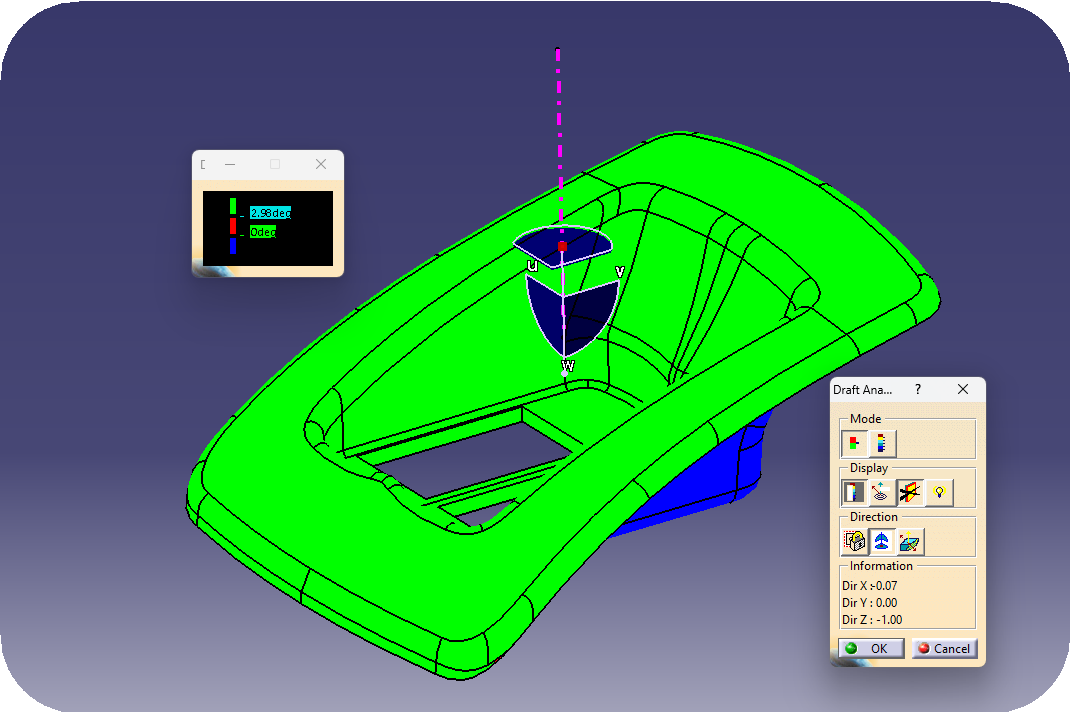 2.98deg
0deg
u
v
w
Draft Ana...
?
Mode
Display
Direction
Information
Dir X :-0.07
Dir Y : 0.00
Dir Z : -1.00
OK
Cancel